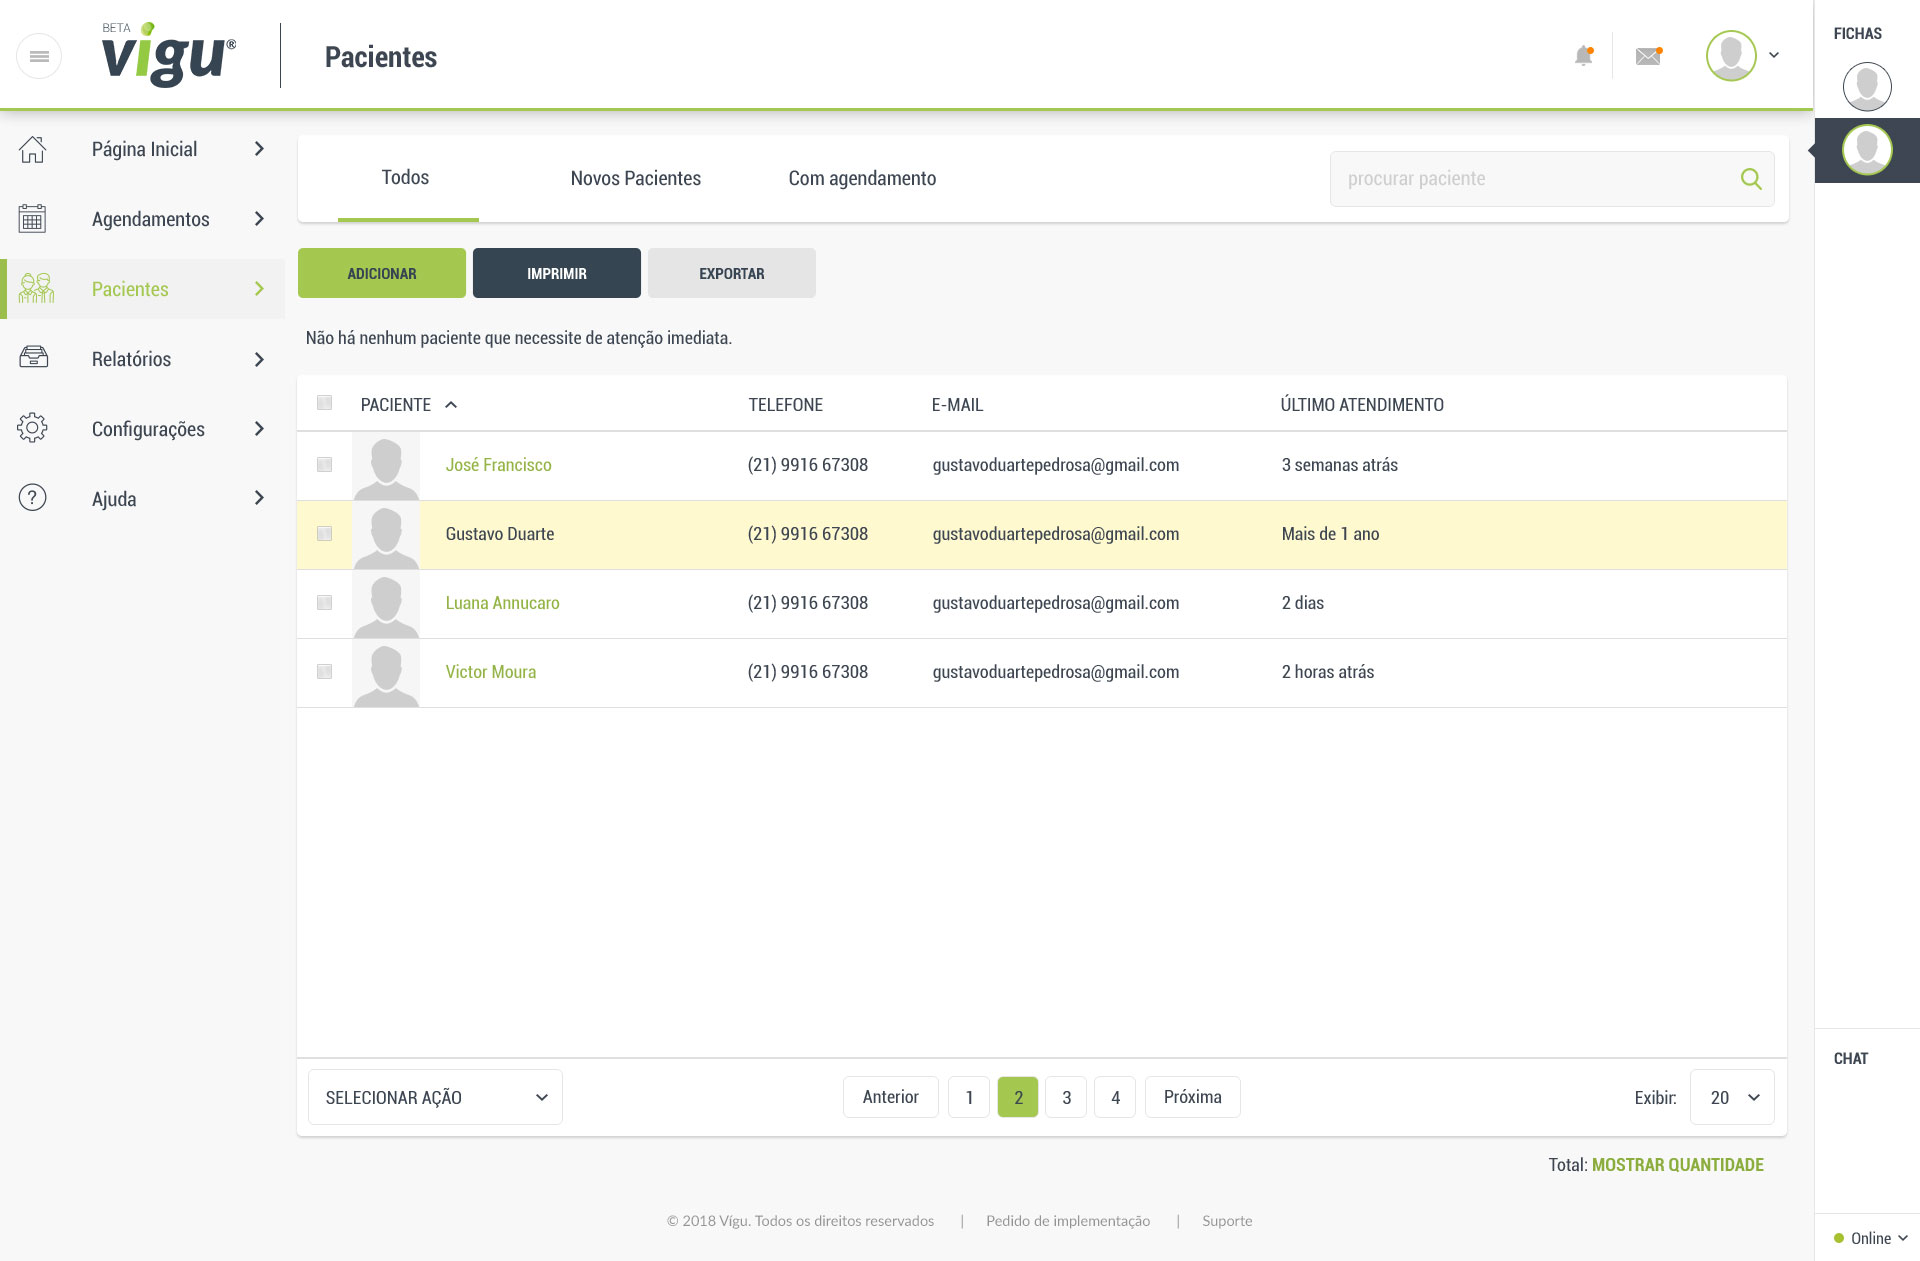 BETA
vigu®
Pacientes
FICHAS
Página Inicial
Agendamentos
Pacientes
Relatórios
Configurações
Ajuda
Todos
Novos Pacientes
Com agendamento
procurar paciente
ADICIONAR
IMPRIMIR
EXPORTAR
Não há nenhum paciente que necessite de atenção imediata.
PACIENTE TELEFONE E-MAIL ÚLTIMO ATENDIMENTO
José Francisco (21) 9916 67308 gustavoduartepedrosa@gmail.com 3 semanas atrás
Gustavo Duarte (21) 9916 67308 gustavoduartepedrosa@gmail.com Mais de 1 ano
Luana Annucaro (21) 9916 67308 gustavoduartepedrosa@gmail.com 2 dias
Victor Moura (21) 9916 67308 gustavoduartepedrosa@gmail.com 2 horas atrás
SELECIONAR AÇÃO
Anterior 1 2 3 4 Próxima
Exibir: 20
Total: MOSTRAR QUANTIDADE
© 2018 Vígu. Todos os direitos reservados | Pedido de implementação | Suporte
CHAT
Online